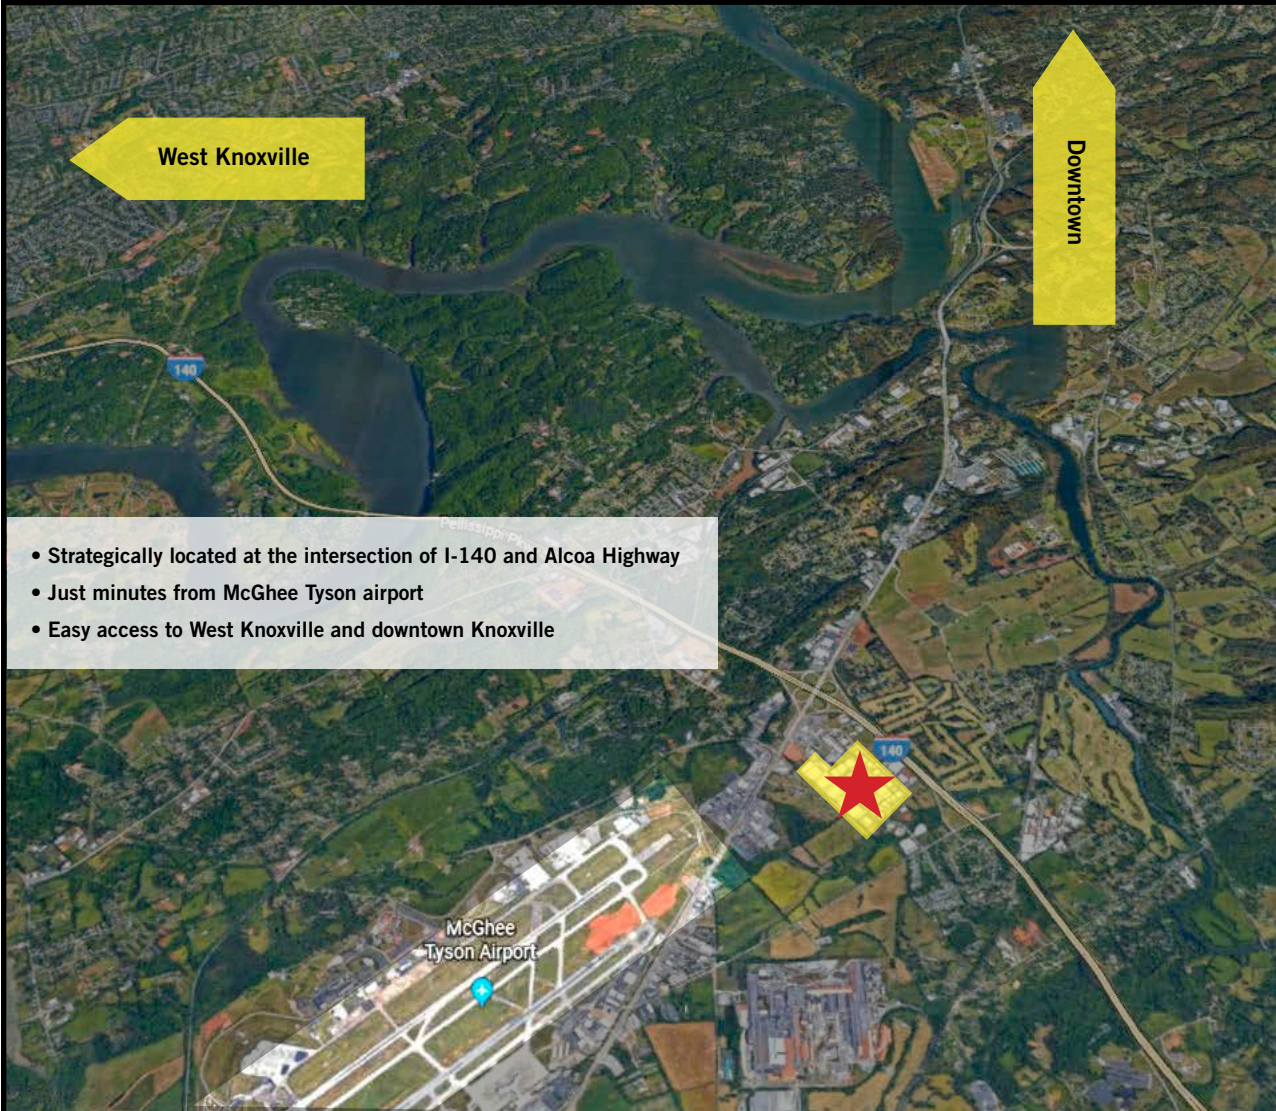 West Knoxville
Downtown
140
Pellissippi Pk
• Strategically located at the intersection of I-140 and Alcoa Highway
• Just minutes from McGhee Tyson airport
• Easy access to West Knoxville and downtown Knoxville
140
McGhee
Tyson Airport